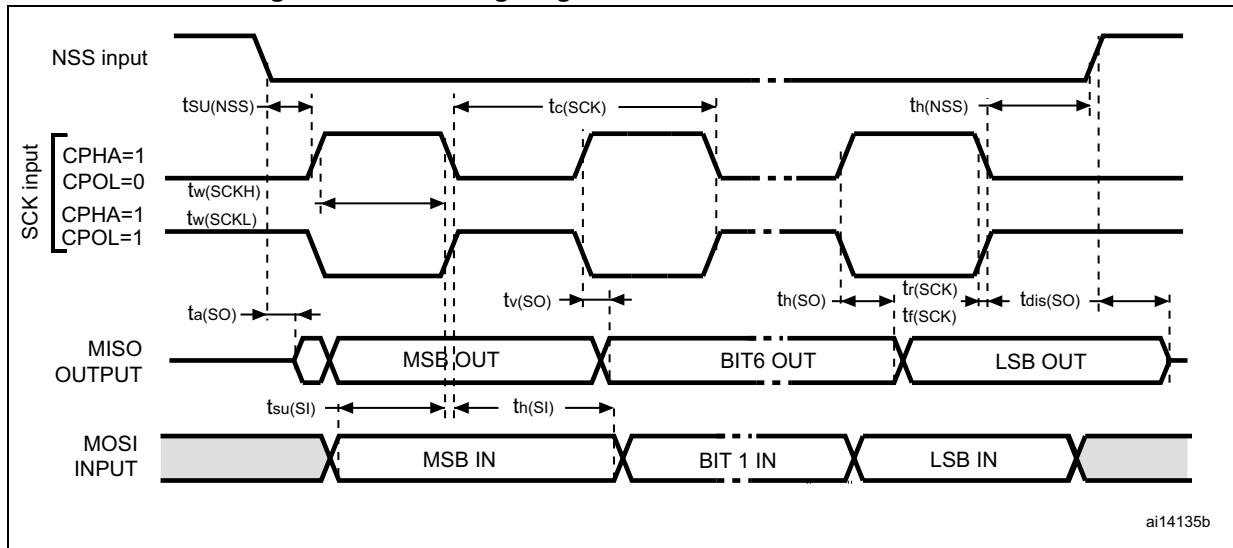 NSS input
tSU(NSS)
tc(SCK)
th(NSS)
SCK input
CPHA=1
CPOL=0
tw(SCKH)
CPHA=1
tw(SCKL)
CPOL=1
ta(SO)
tv(SO)
th(SO)
tr(SCK)
tf(SCK)
tdis(SO)
MISO
OUTPUT
MSB OUT
BIT6 OUT
LSB OUT
tsu(SI)
th(SI)
MOSI
INPUT
MSB IN
BIT 1 IN
LSB IN
ai14135b